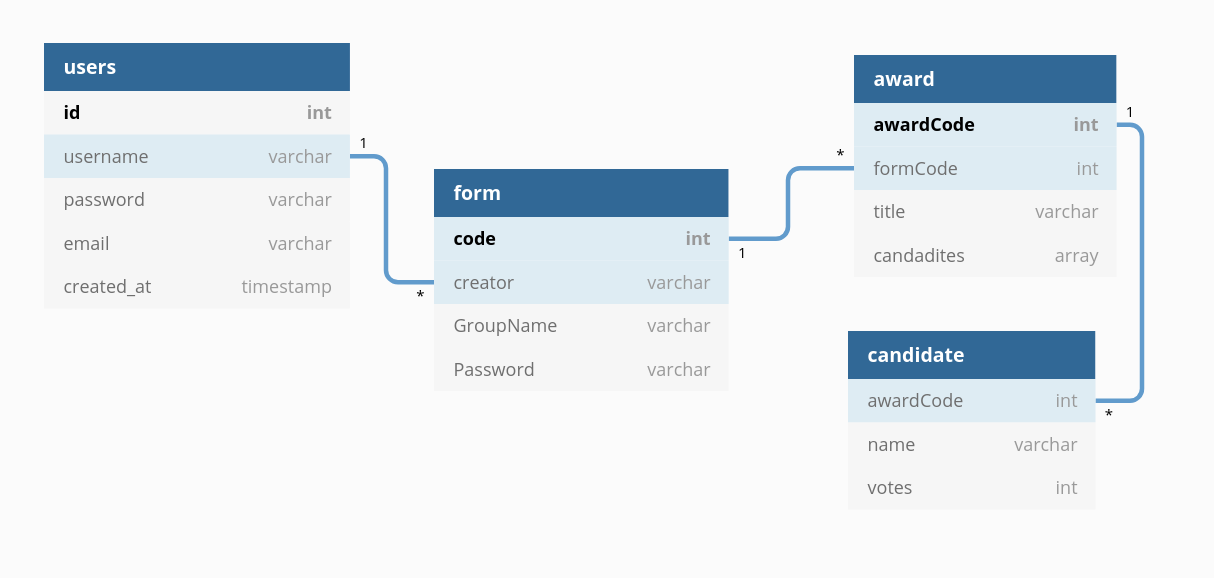 users
id int
username varchar
password varchar
email varchar
created_at timestamp
1
*
form
code int
creator varchar
GroupName varchar
Password varchar
1
*
award
awardCode int
formCode int
title varchar
candadites array
1
*
candidate
awardCode int
name varchar
votes int